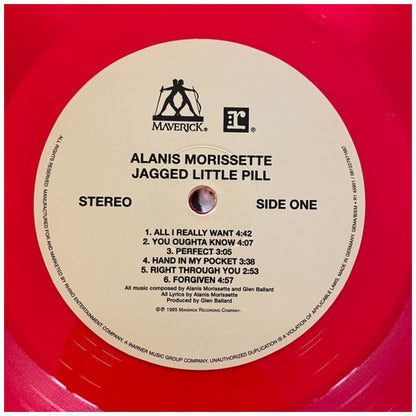 MAVERICK®
r®
ALANIS MORISSETTE
JAGGED LITTLE PILL
STEREO
SIDE ONE
1. ALL I REALLY WANT 4:42
2. YOU OUGHTA KNOW 4:07
3. PERFECT 3:05
4. HAND IN MY POCKET 3:38
5. RIGHT THROUGH YOU 2:53
6. FORGIVEN 4:57
All music composed by Alanis Morissette and Glen Ballard
All Lyrics by Alanis Morissette
Produced by Glen Ballard
©℗ 1995 MAVERICK RECORDING COMPANY.
ALL RIGHTS RESERVED. MANUFACTURED FOR AND MARKETED BY RHINO ENTERTAINMENT COMPANY, A WARNER MUSIC GROUP COMPANY. UNAUTHORIZED DUPLICATION IS A VIOLATION OF APPLICABLE LAWS. MADE IN GERMANY. GEMA/BIEM